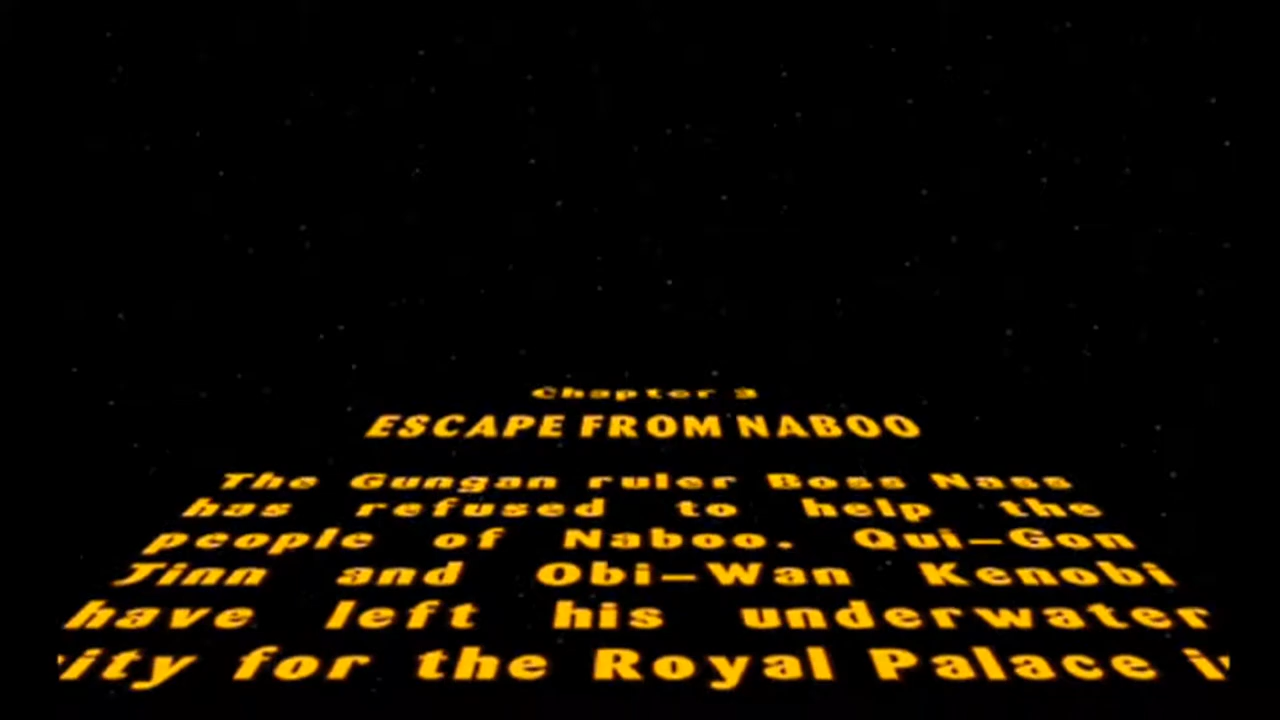 Chapter 3
ESCAPE FROM NABOO
The Gungan ruler Boss Nass
has refused to help the
people of Naboo. Qui-Gon
Jinn and Obi-Wan Kenobi
have left his underwater
for the Royal Palace